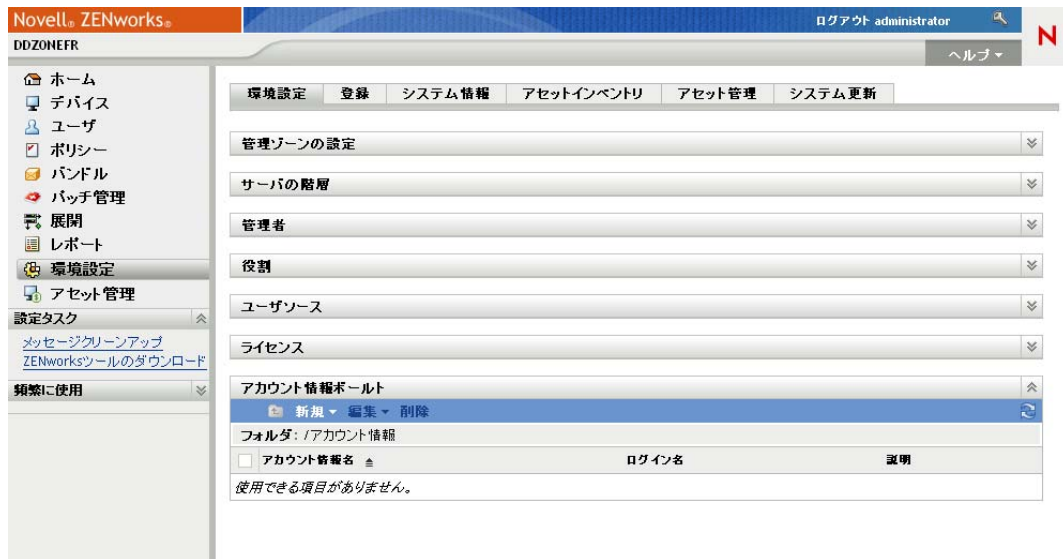 Novell® ZENworks®
ログアウト administrator
DDZONEFR
N
ヘルプ
ホーム
デバイス
ユーザ
ポリシー
バンドル
パッチ管理
展開
レポート
環境設定
アセット管理
設定タスク
メッセージクリーンアップ
ZENworksツールのダウンロード
頻繁に使用
環境設定 登録 システム情報 アセットインベントリ アセット管理 システム更新
管理ゾーンの設定
サーバの階層
管理者
役割
ユーザソース
ライセンス
アカウント情報ボールト
新規 編集 削除
フォルダ: /アカウント情報
アカウント情報名 ログイン名 説明
使用できる項目がありません。